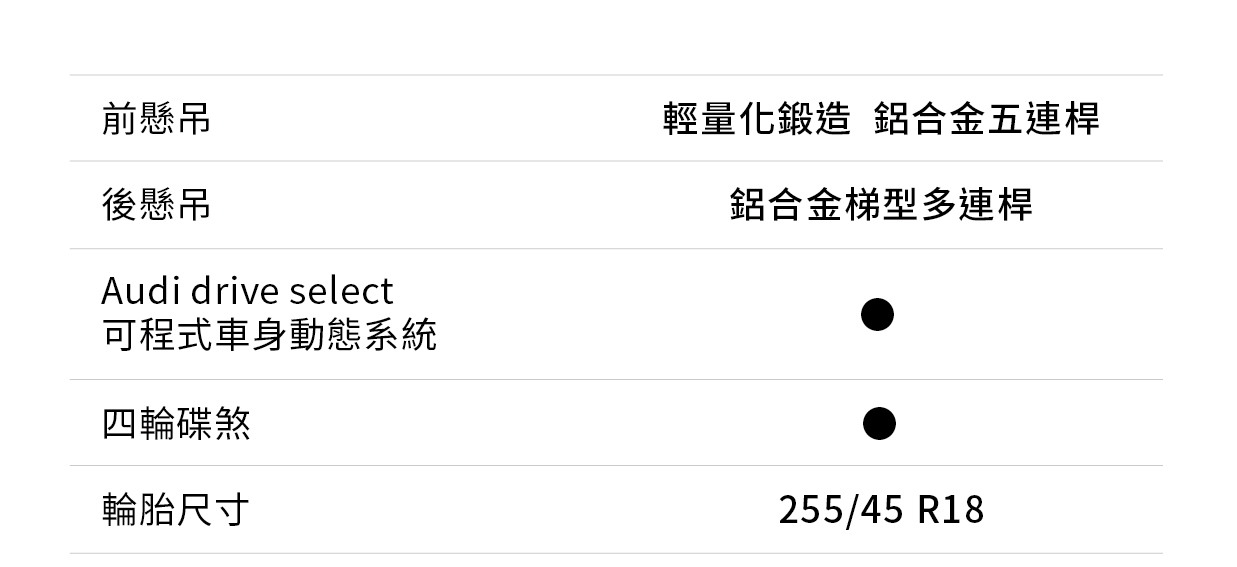 前懸吊 輕量化鍛造 鋁合金五連桿
後懸吊 鋁合金梯型多連桿
Audi drive select
可程式車身動態系統 ●
四輪碟煞 ●
輪胎尺寸 255/45 R18